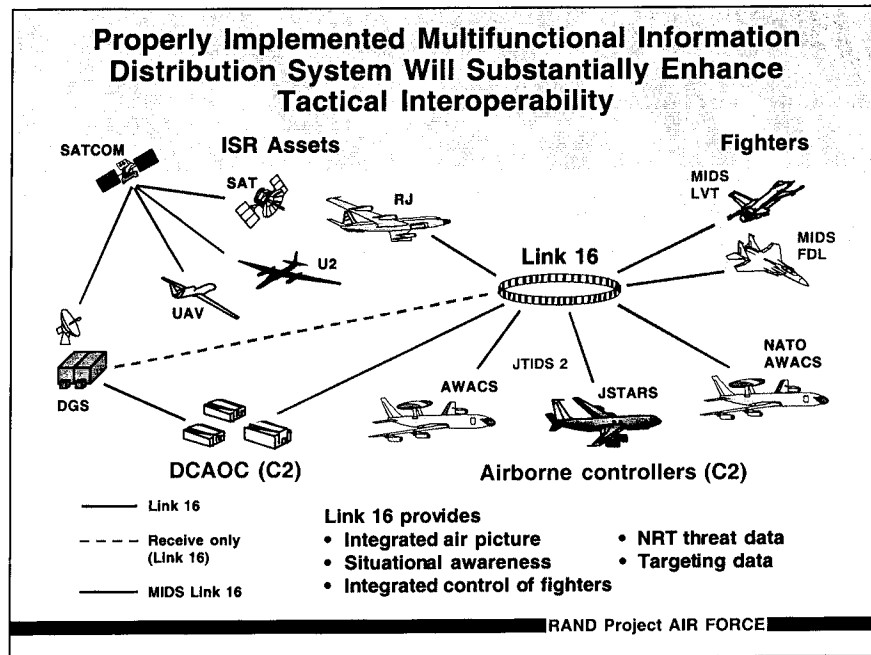 Properly Implemented Multifunctional Information
Distribution System Will Substantially Enhance
Tactical Interoperability
ISR Assets
Fighters
SATCOM
SAT
RJ
MIDS
LVT
U2
UAV
Link 16
MIDS
FDL
DGS
JTIDS 2
AWACS
JSTARS
NATO
AWACS
DCAOC (C2)
Airborne controllers (C2)
Link 16
Receive only
(Link 16)
MIDS Link 16
Link 16 provides
• Integrated air picture
• Situational awareness
• Integrated control of fighters
• NRT threat data
• Targeting data
RAND Project AIR FORCE